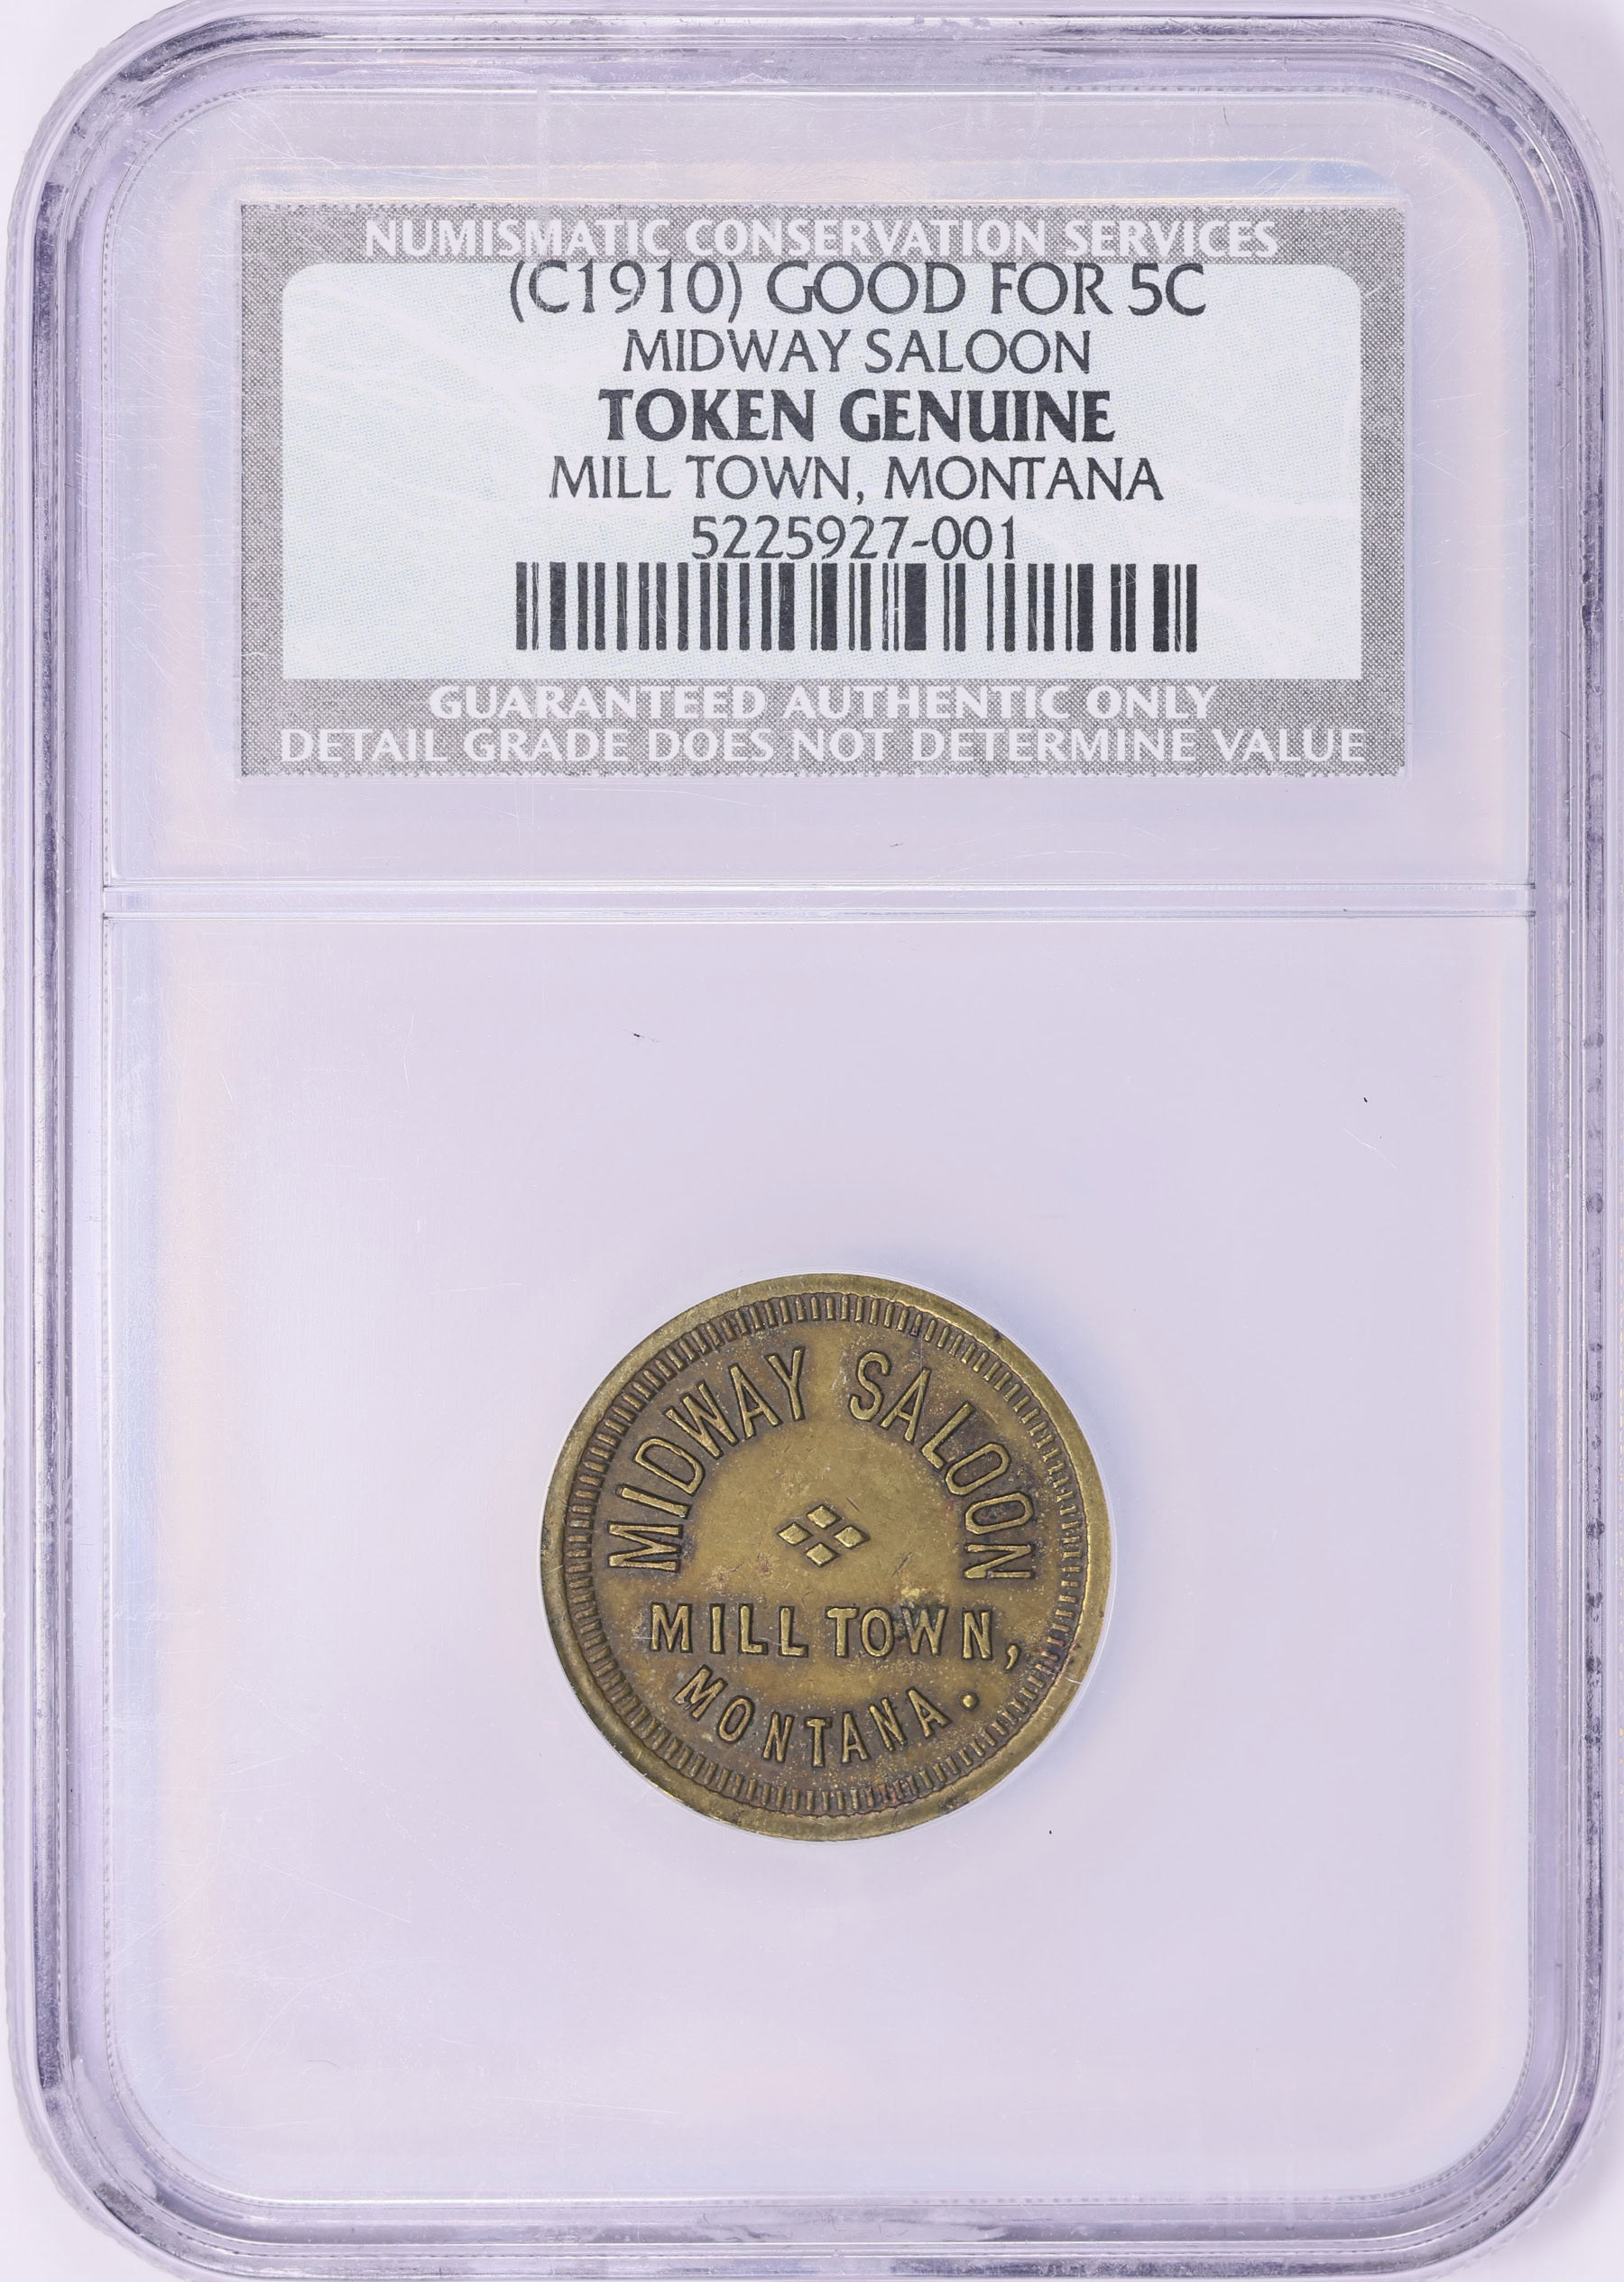 NUMISMATIC CONSERVATION SERVICES
(C1910) GOOD FOR 5C
MIDWAY SALOON
TOKEN GENUINE
MILL TOWN, MONTANA
5225927-001
GUARANTEED AUTHENTIC ONLY
DETAIL GRADE DOES NOT DETERMINE VALUE
MIDWAY SALOON
MILL TOWN,
MONTANA.